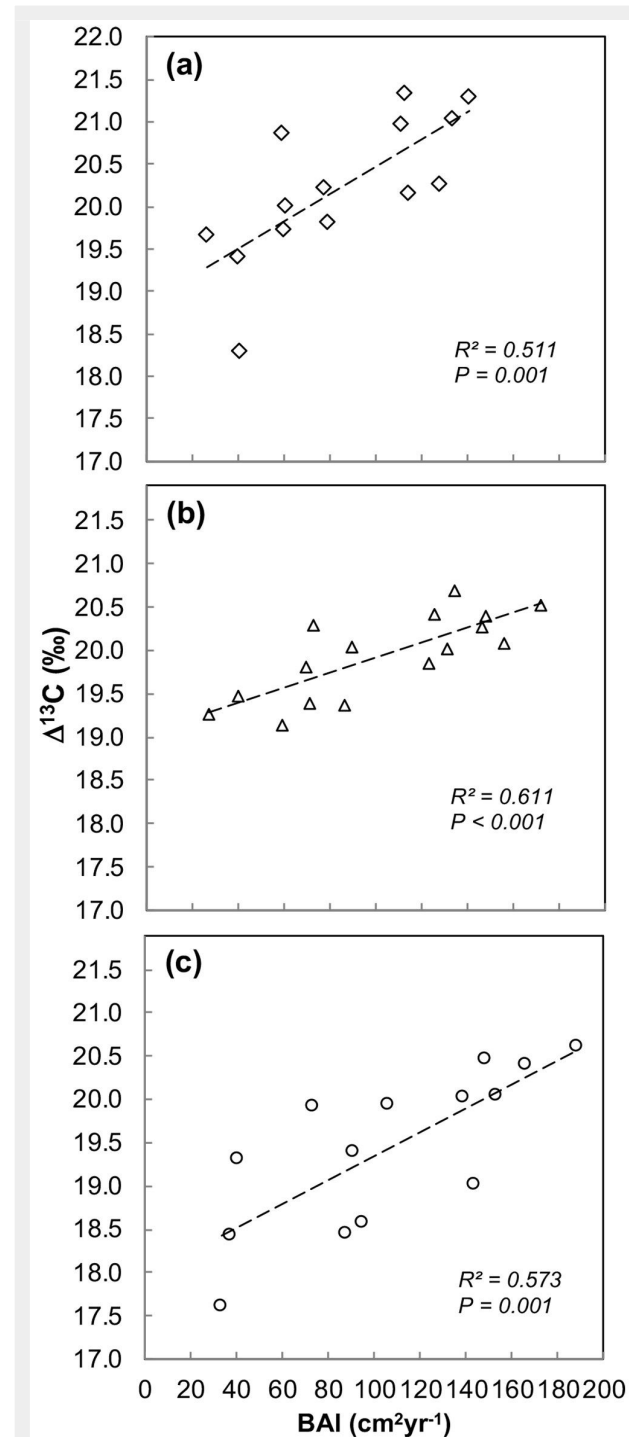 22.0
(a)
21.5
21.0
20.5
20.0
19.5
19.0
18.5
R² = 0.511
18.0
P = 0.001
17.5
17.0
(b)
21.5
21.0
20.5
20.0
19.5
19.0
18.5
R² = 0.611
18.0
P < 0.001
17.5
17.0
Δ¹³C (‰)
(c)
21.5
21.0
20.5
20.0
19.5
19.0
18.5
18.0
R² = 0.573
17.5
P = 0.001
17.0
0 20 40 60 80 100 120 140 160 180 200
BAI (cm²yr⁻¹)